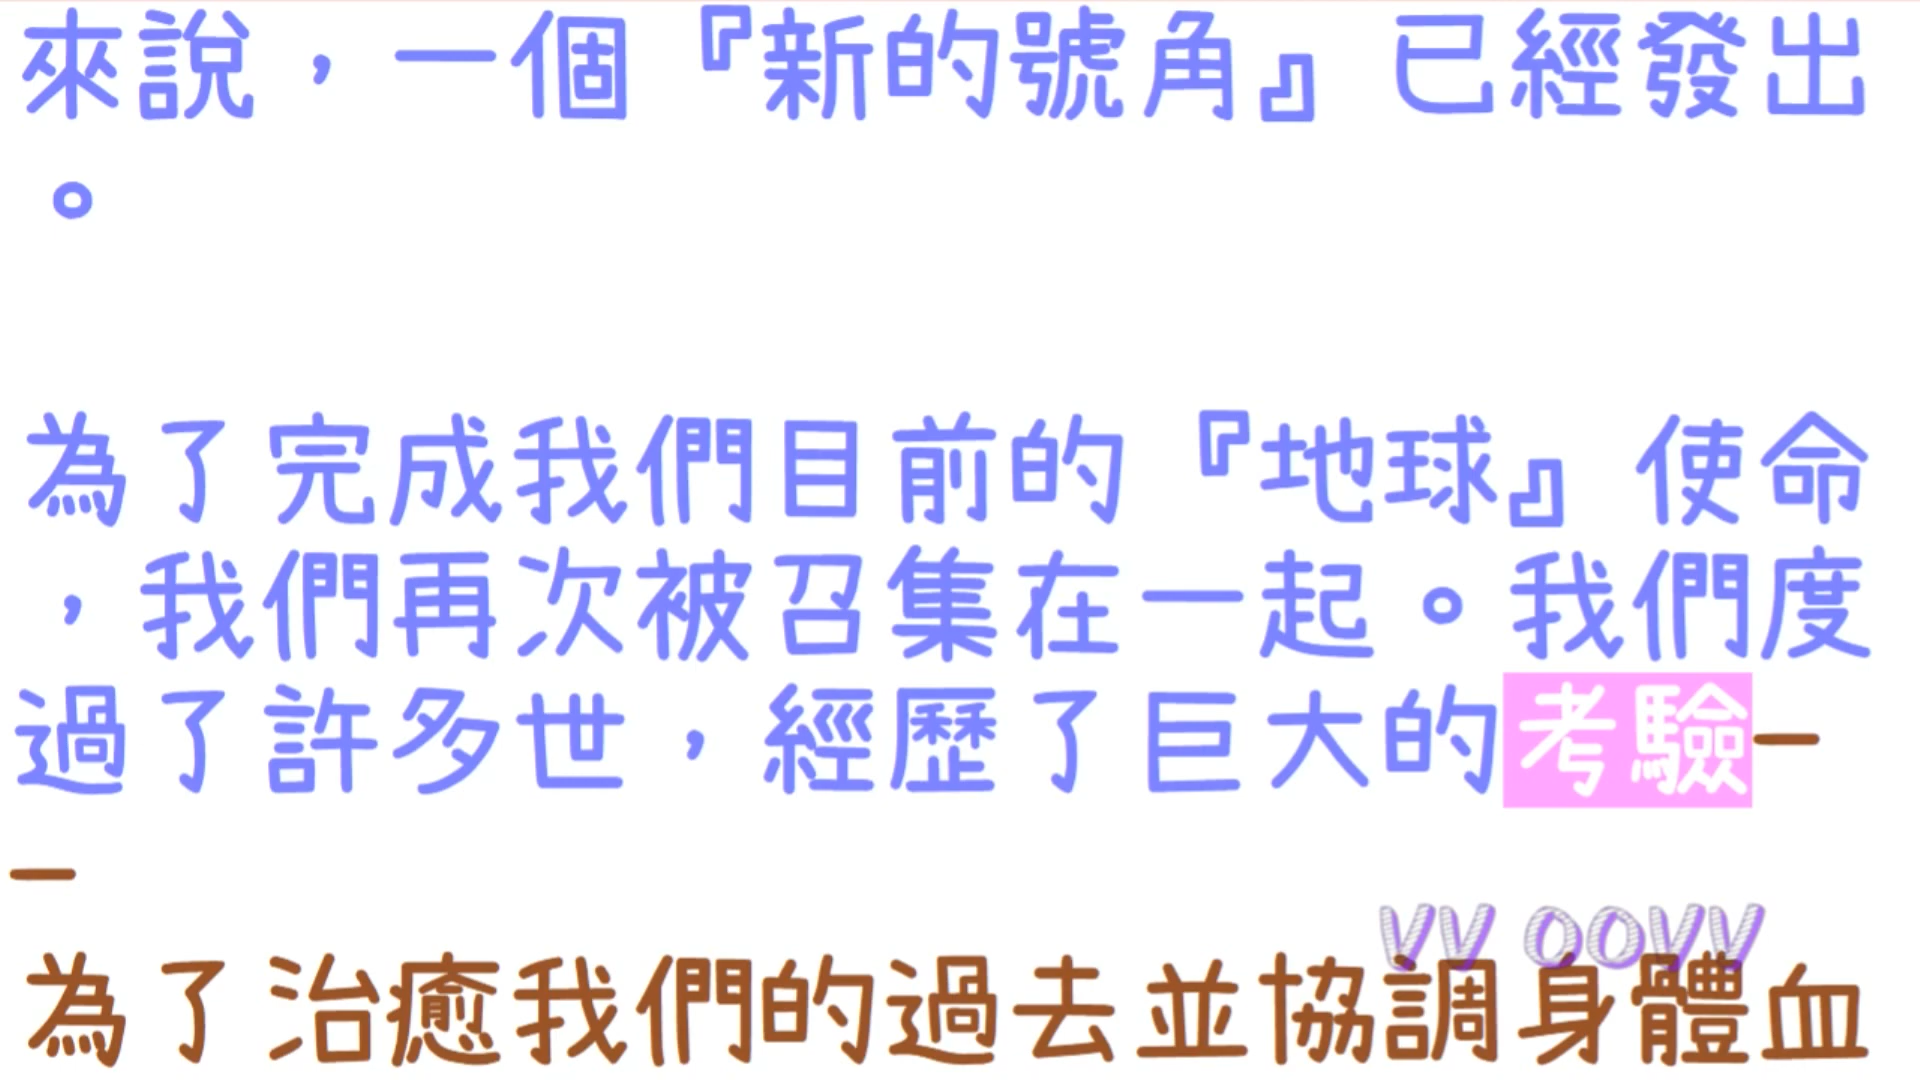 來說，一個『新的號角』已經發出
。
為了完成我們目前的『地球』使命
，我們再次被召集在一起。我們度
過了許多世，經歷了巨大的考驗—
—
VV OOVV
為了治癒我們的過去並協調身體血